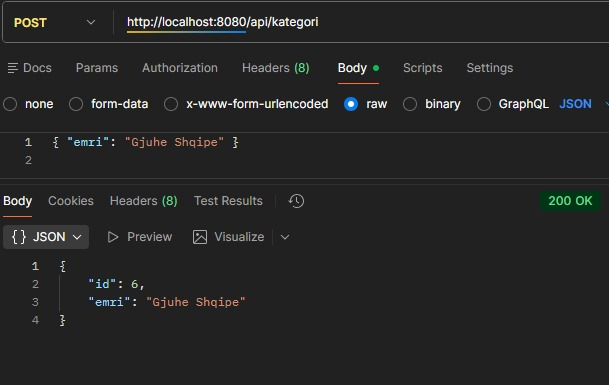 POST http://localhost:8080/api/kategori
Docs Params Authorization Headers (8) Body Scripts Settings
none form-data x-www-form-urlencoded raw binary GraphQL JSON
1 { "emri": "Gjuhe Shqipe" }
2
Body Cookies Headers (8) Test Results 200 OK
{} JSON Preview Visualize
1 {
2 "id": 6,
3 "emri": "Gjuhe Shqipe"
4 }